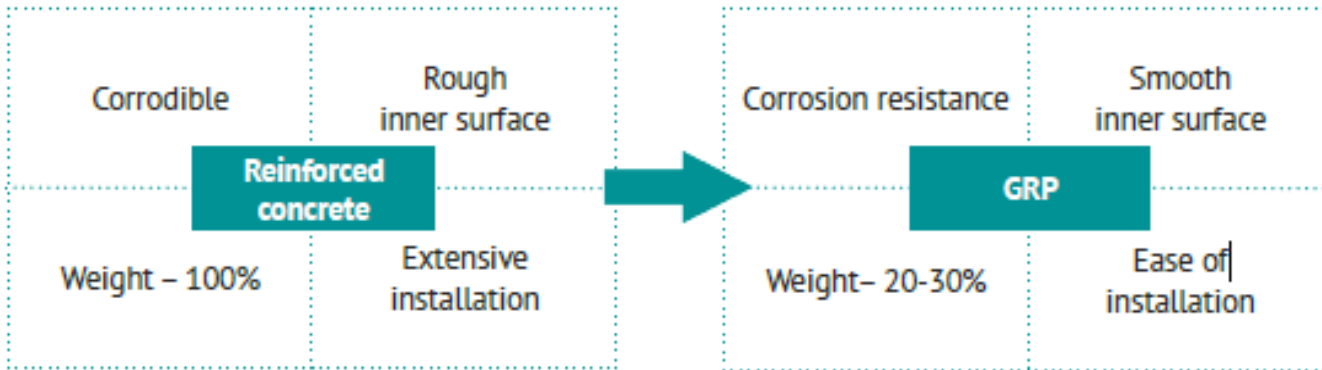 Corrodible
Rough
inner surface
Reinforced
concrete
Weight – 100%
Extensive
installation
Corrosion resistance
Smooth
inner surface
GRP
Weight– 20-30%
Ease of
installation